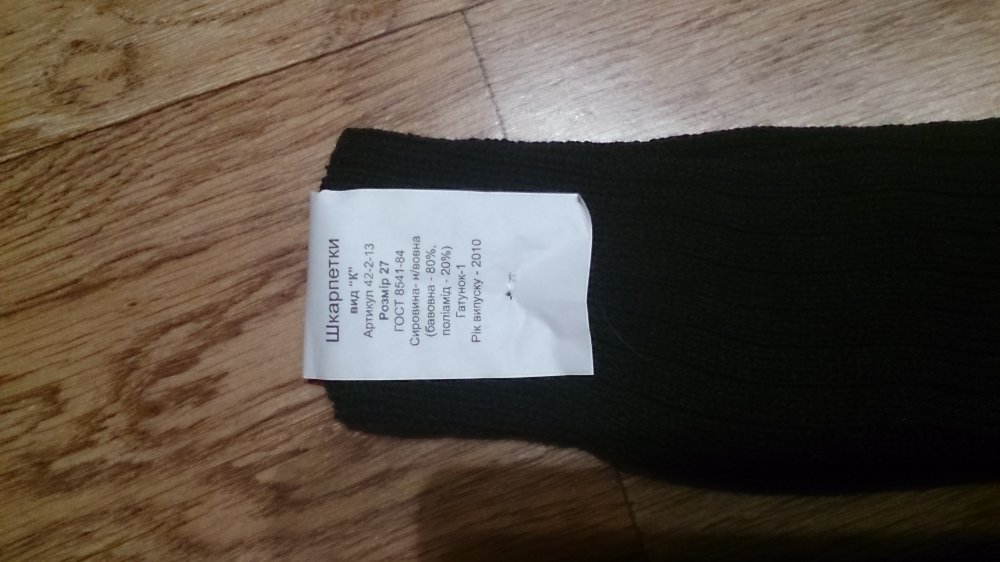 Шкарпетки
вид "К"
Артикул 42-2-13
Розмір 27
ГОСТ 8541-84
Сировина- н/вовна
(бавовна - 80%,
поліамід - 20%)
Гатунок-1
Рік випуску - 2010